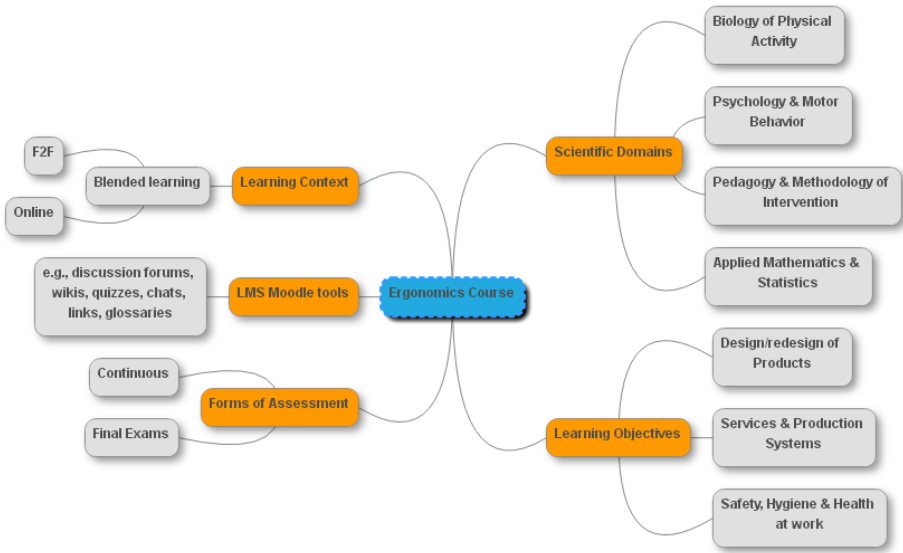 Ergonomics Course
Learning Context
Blended learning
F2F
Online
LMS Moodle tools
e.g., discussion forums,
wikis, quizzes, chats,
links, glossaries
Forms of Assessment
Continuous
Final Exams
Scientific Domains
Biology of Physical
Activity
Psychology & Motor
Behavior
Pedagogy & Methodology of
Intervention
Applied Mathematics &
Statistics
Learning Objectives
Design/redesign of
Products
Services & Production
Systems
Safety, Hygiene & Health
at work